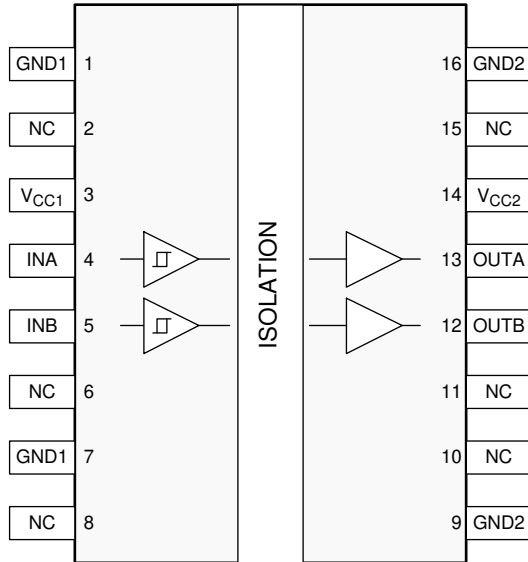 GND1 1 16 GND2
NC 2 15 NC
VCC1 3 14 VCC2
INA 4 13 OUTA
INB 5 12 OUTB
NC 6 11 NC
GND1 7 10 NC
NC 8 9 GND2
ISOLATION